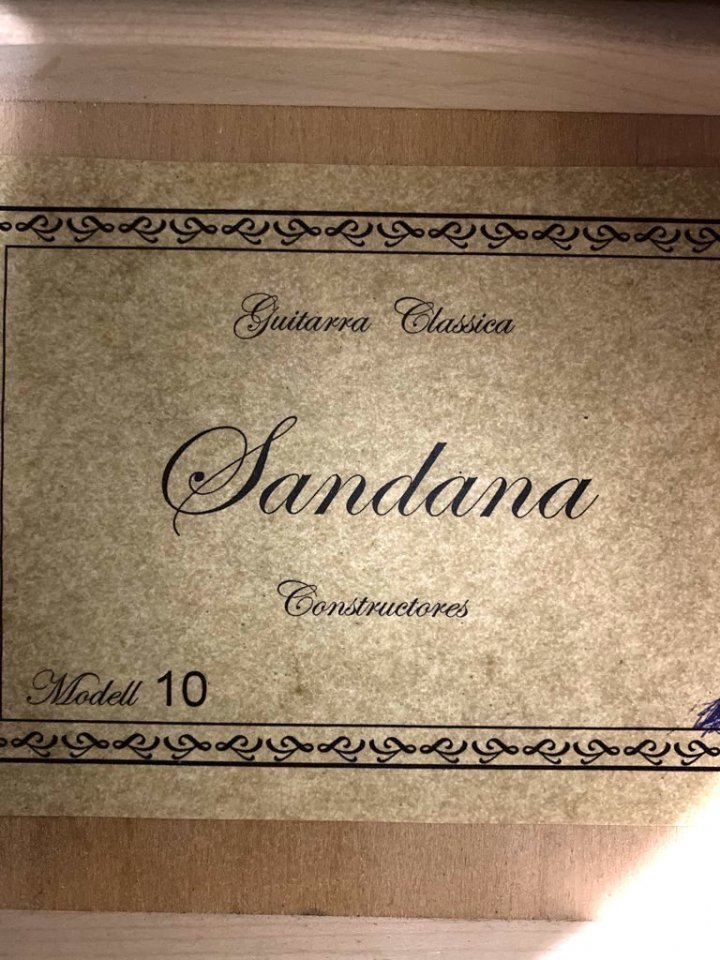 Guitarra Classica
Sandana
Constructores
Modell 10